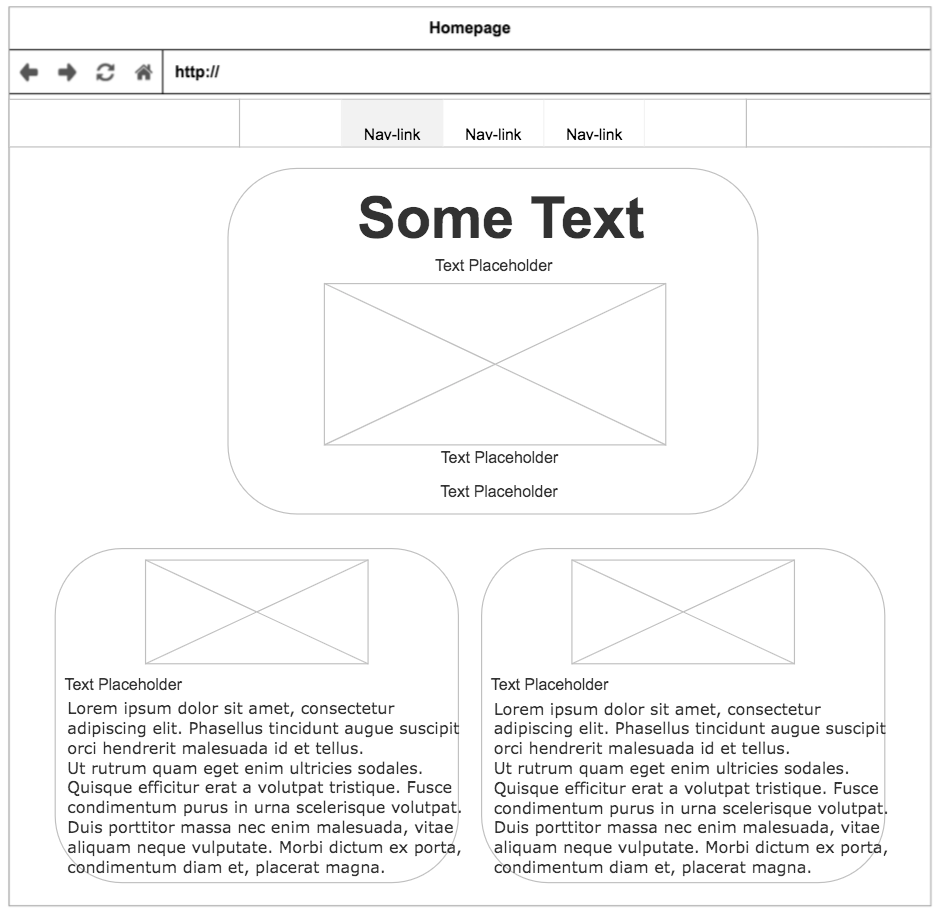 Homepage
http://
Nav-link Nav-link Nav-link
Some Text
Text Placeholder
Text Placeholder
Text Placeholder
Text Placeholder
Lorem ipsum dolor sit amet, consectetur
adipiscing elit. Phasellus tincidunt augue suscipit
orci hendrerit malesuada id et tellus.
Ut rutrum quam eget enim ultricies sodales.
Quisque efficitur erat a volutpat tristique. Fusce
condimentum purus in urna scelerisque volutpat.
Duis porttitor massa nec enim malesuada, vitae
aliquam neque vulputate. Morbi dictum ex porta,
condimentum diam et, placerat magna.
Text Placeholder
Lorem ipsum dolor sit amet, consectetur
adipiscing elit. Phasellus tincidunt augue suscipit
orci hendrerit malesuada id et tellus.
Ut rutrum quam eget enim ultricies sodales.
Quisque efficitur erat a volutpat tristique. Fusce
condimentum purus in urna scelerisque volutpat.
Duis porttitor massa nec enim malesuada, vitae
aliquam neque vulputate. Morbi dictum ex porta,
condimentum diam et, placerat magna.